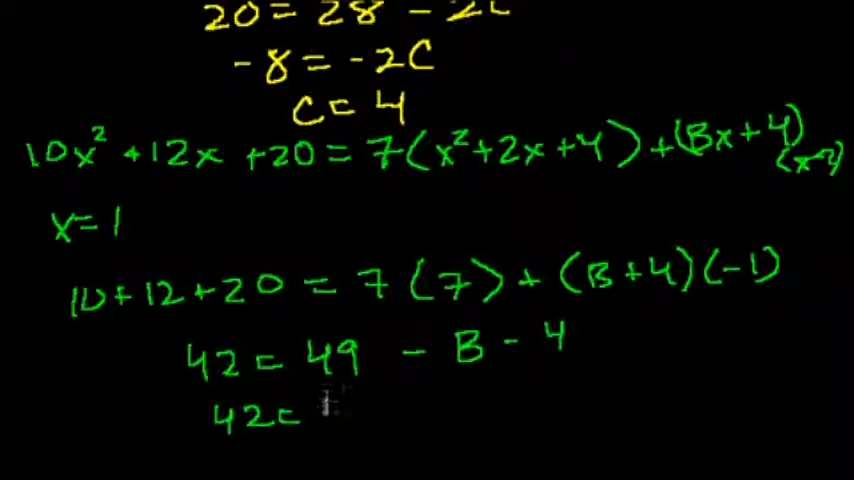 20 = 28 - 2C
-8 = -2C
C = 4
10x² + 12x + 20 = 7(x² + 2x + 4) + (Bx + 4)(x-2)
x = 1
10 + 12 + 20 = 7(7) + (B + 4)(-1)
42 = 49 - B - 4
42 =